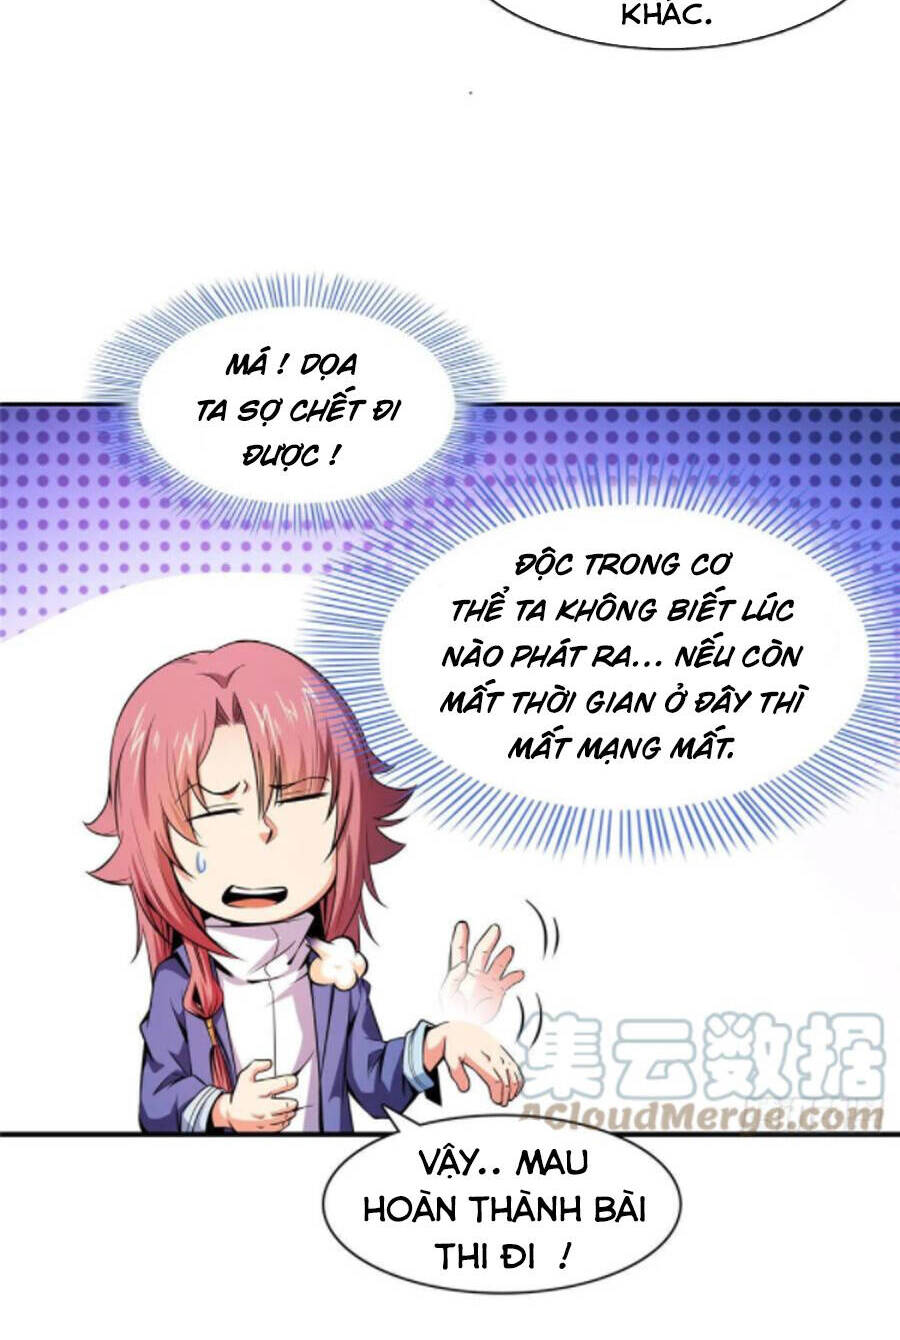 KHÁC.
MÁ ! DỌA
TA SỢ CHẾT ĐI
ĐƯỢC !
ĐỘC TRONG CƠ
THỂ TA KHÔNG BIẾT LÚC
NÀO PHÁT RA... NẾU CÒN
MẤT THỜI GIAN Ở ĐÂY THÌ
MẤT MẠNG MẤT.
集云数据
ACloudMerge.com
VẬY.. MAU
HOÀN THÀNH BÀI
THI ĐI !